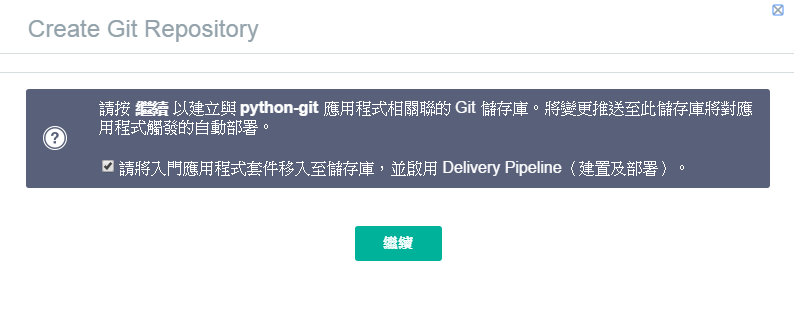 Create Git Repository
請按 繼續 以建立與 python-git 應用程式相關聯的 Git 儲存庫。將變更推送至此儲存庫將對應
用程式觸發的自動部署。
請將入門應用程式套件移入至儲存庫，並啟用 Delivery Pipeline（建置及部署）。
繼續